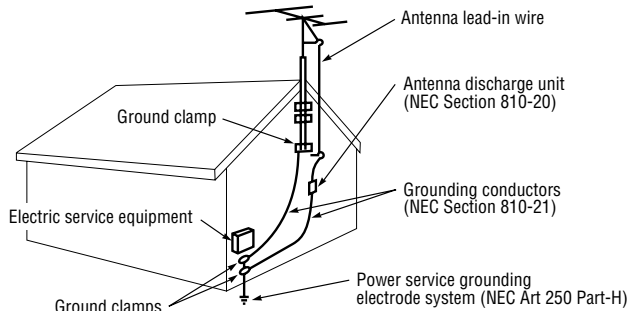 Antenna lead-in wire
Antenna discharge unit
(NEC Section 810-20)
Ground clamp
Grounding conductors
(NEC Section 810-21)
Electric service equipment
Power service grounding
electrode system (NEC Art 250 Part-H)
Ground clamps